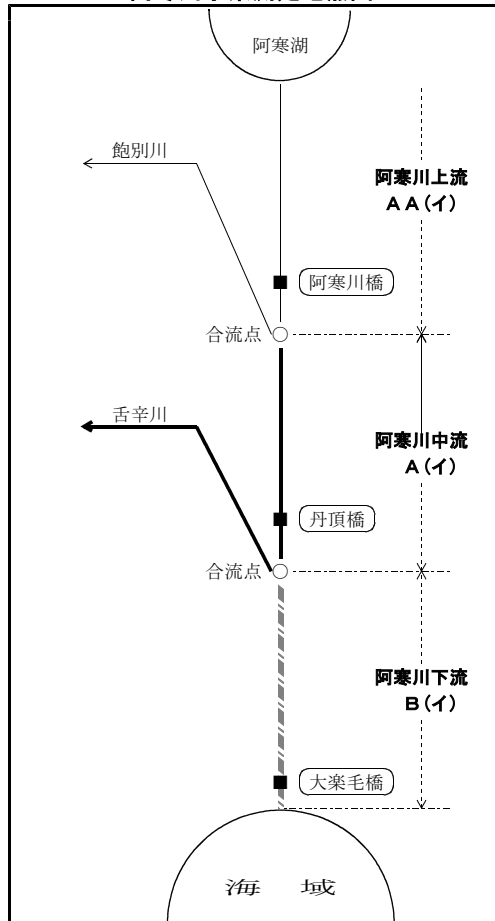 阿寒湖
飽別川
阿寒川上流
ＡＡ（イ）
阿寒川橋
合流点
舌辛川
阿寒川中流
Ａ（イ）
丹頂橋
合流点
阿寒川下流
Ｂ（イ）
大楽毛橋
海 域